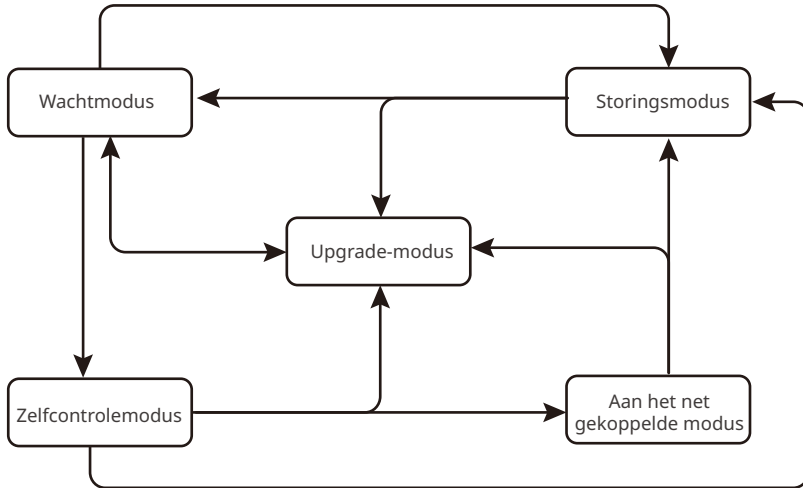 Wachtmodus
Storingsmodus
Upgrade-modus
Zelfcontrolemodus
Aan het net
gekoppelde modus